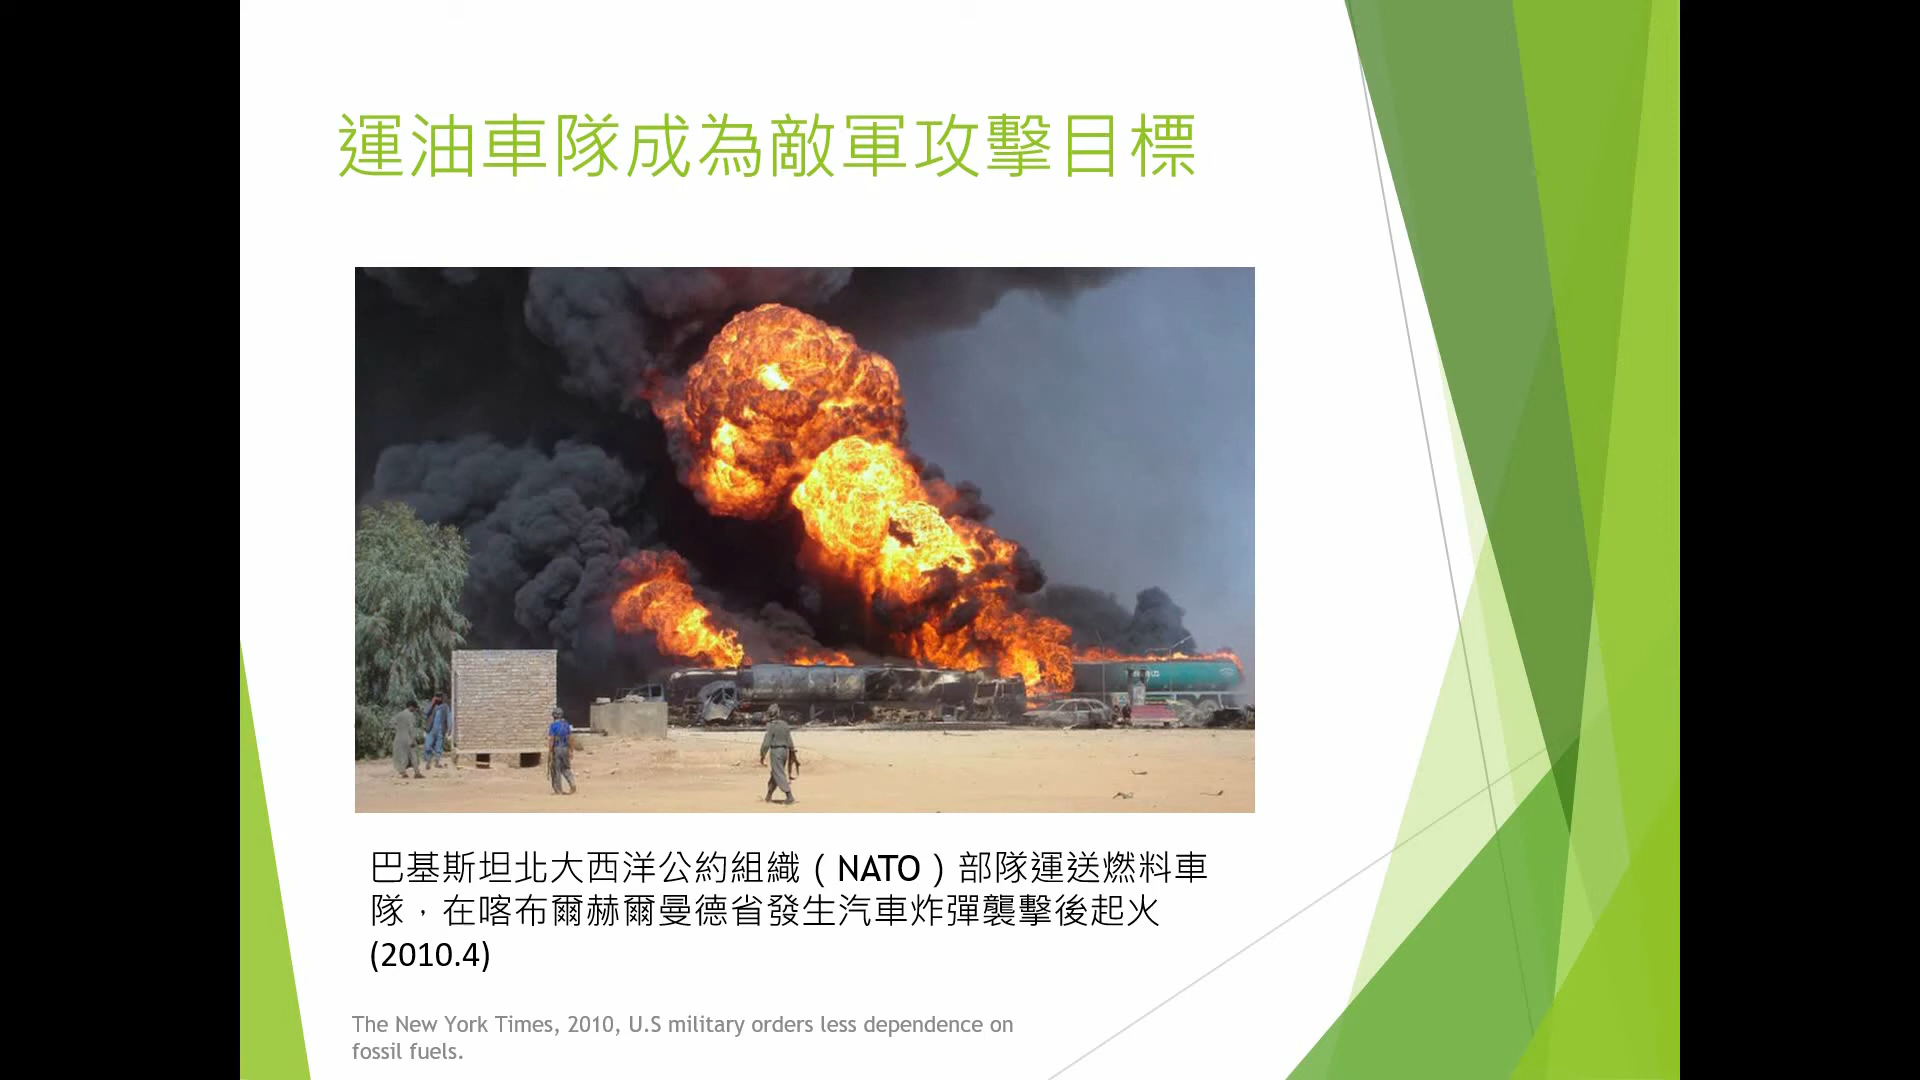 運油車隊成為敵軍攻擊目標
巴基斯坦北大西洋公約組織（NATO）部隊運送燃料車
隊，在喀布爾赫爾曼德省發生汽車炸彈襲擊後起火
(2010.4)
The New York Times, 2010, U.S military orders less dependence on
fossil fuels.